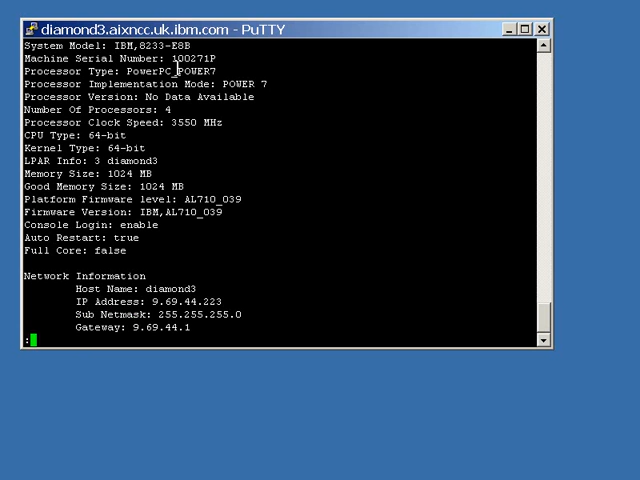 diamond3.aixncc.uk.ibm.com - PuTTY
System Model: IBM,8233-E8B
Machine Serial Number: 100271P
Processor Type: PowerPC_POWER7
Processor Implementation Mode: POWER 7
Processor Version: No Data Available
Number Of Processors: 4
Processor Clock Speed: 3550 MHz
CPU Type: 64-bit
Kernel Type: 64-bit
LPAR Info: 3 diamond3
Memory Size: 1024 MB
Good Memory Size: 1024 MB
Platform Firmware level: AL710_039
Firmware Version: IBM,AL710_039
Console Login: enable
Auto Restart: true
Full Core: false
Network Information
Host Name: diamond3
IP Address: 9.69.44.223
Sub Netmask: 255.255.255.0
Gateway: 9.69.44.1
: